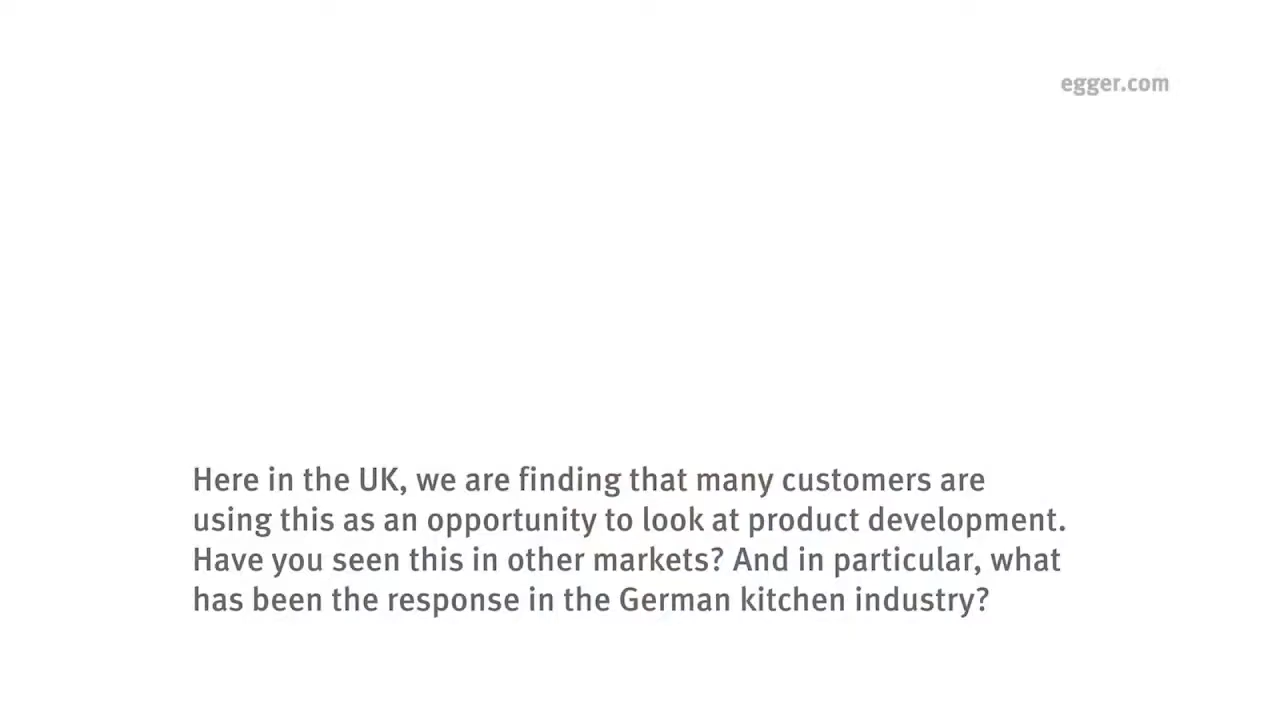 egger.com
Here in the UK, we are finding that many customers are
using this as an opportunity to look at product development.
Have you seen this in other markets? And in particular, what
has been the response in the German kitchen industry?